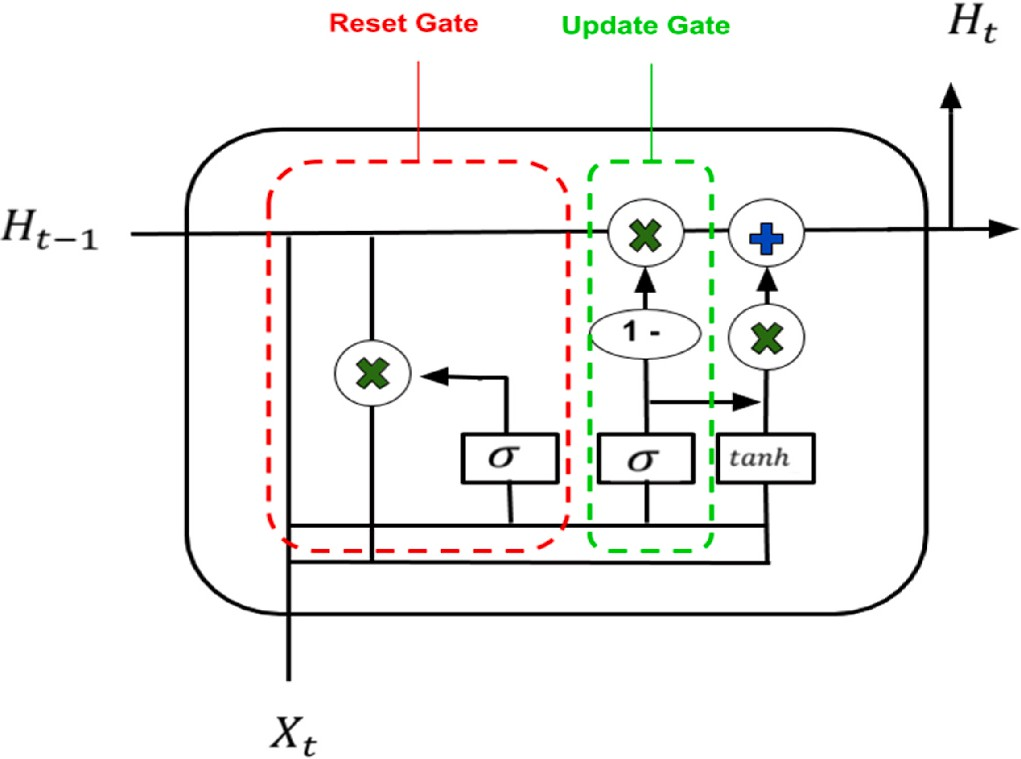 Reset Gate
Update Gate
H_t
H_{t-1}
1 -
σ
σ
tanh
X_t